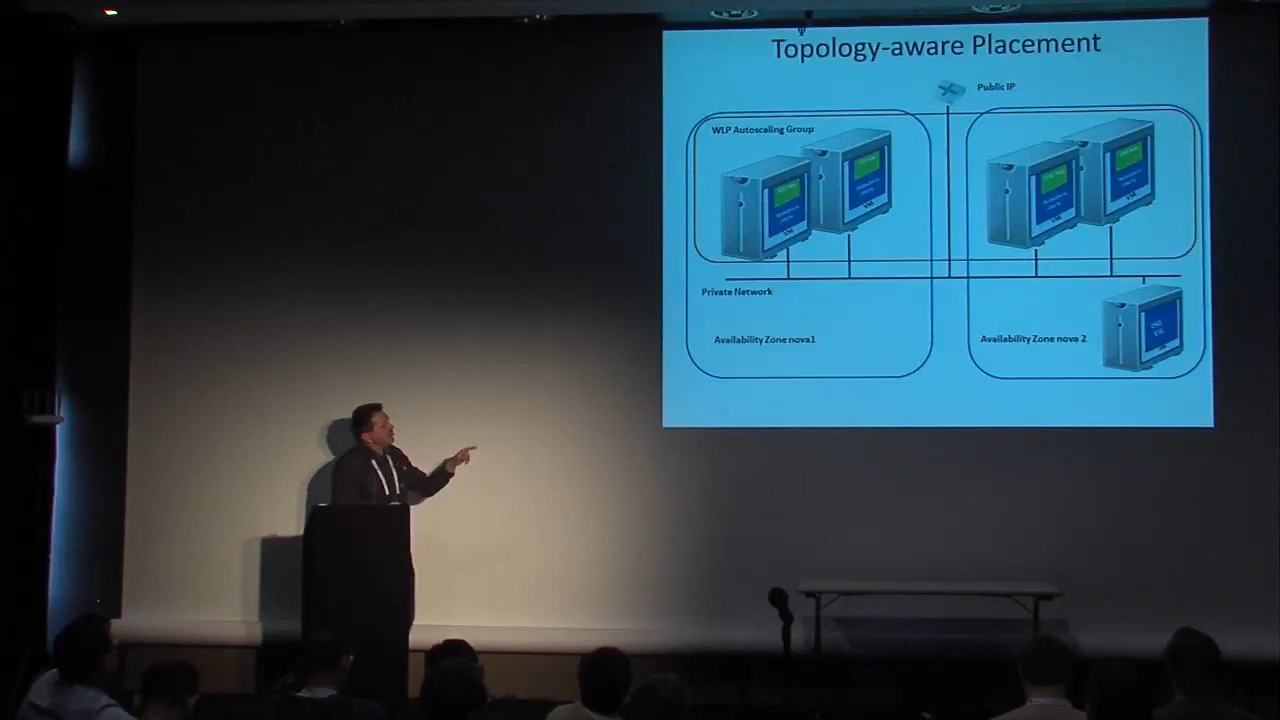 Topology-aware Placement
Public IP
WLP Autoscaling Group
Private Network
Availability Zone nova1
Availability Zone nova 2